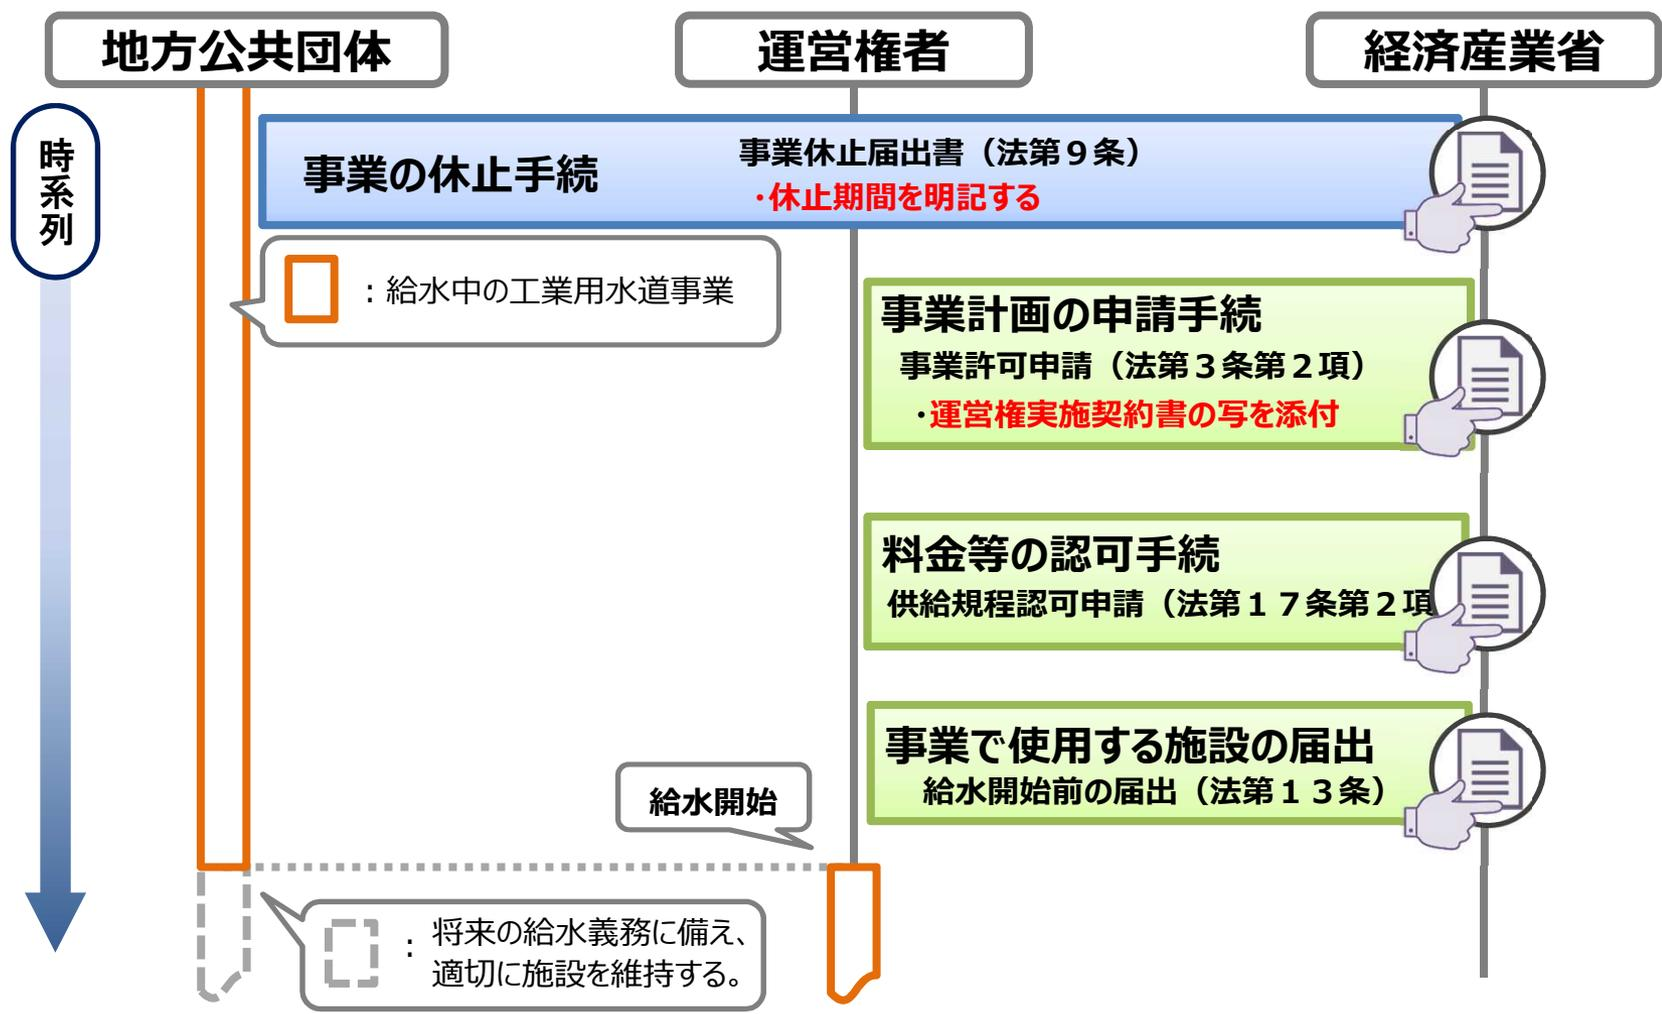 地方公共団体
運営権者
経済産業省
時系列
事業の休止手続
事業休止届出書（法第９条）
・休止期間を明記する
：給水中の工業用水道事業
事業計画の申請手続
事業許可申請（法第３条第２項）
・運営権実施契約書の写を添付
料金等の認可手続
供給規程認可申請（法第１７条第２項
事業で使用する施設の届出
給水開始前の届出（法第１３条）
給水開始
：将来の給水義務に備え、
適切に施設を維持する。